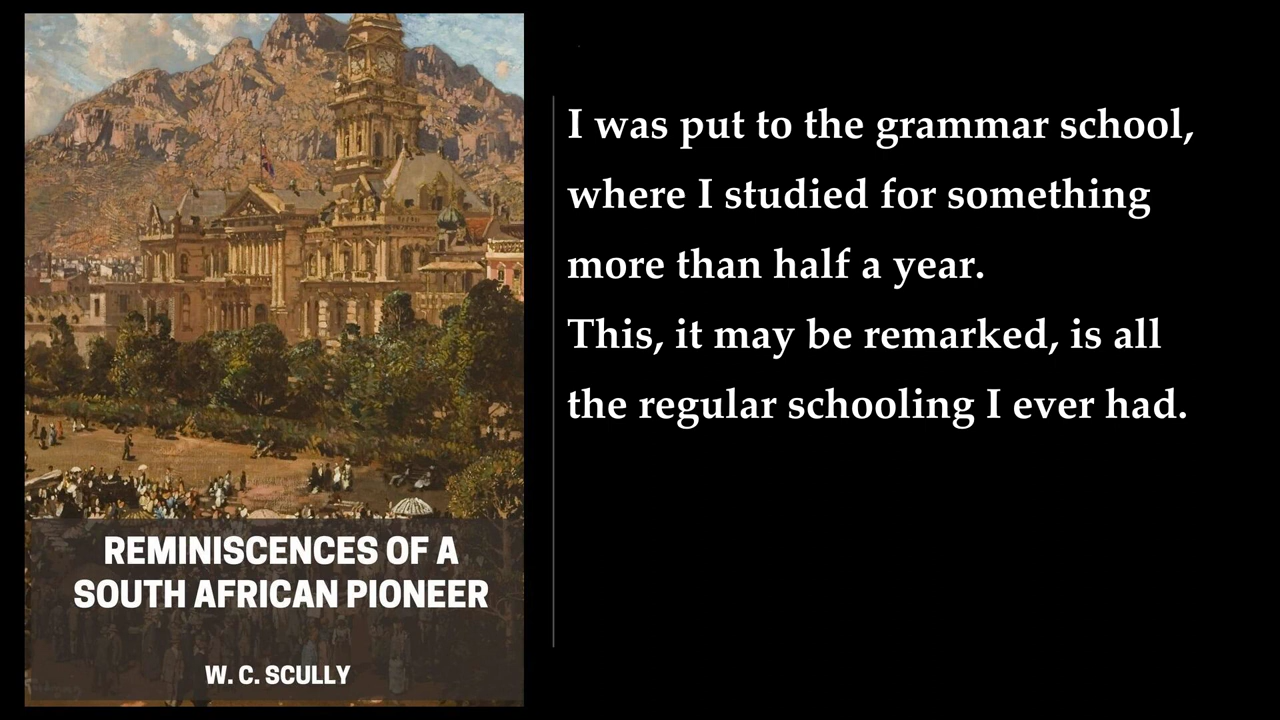 I was put to the grammar school,
where I studied for something
more than half a year.
This, it may be remarked, is all
the regular schooling I ever had.
REMINISCENCES OF A
SOUTH AFRICAN PIONEER
W. C. SCULLY